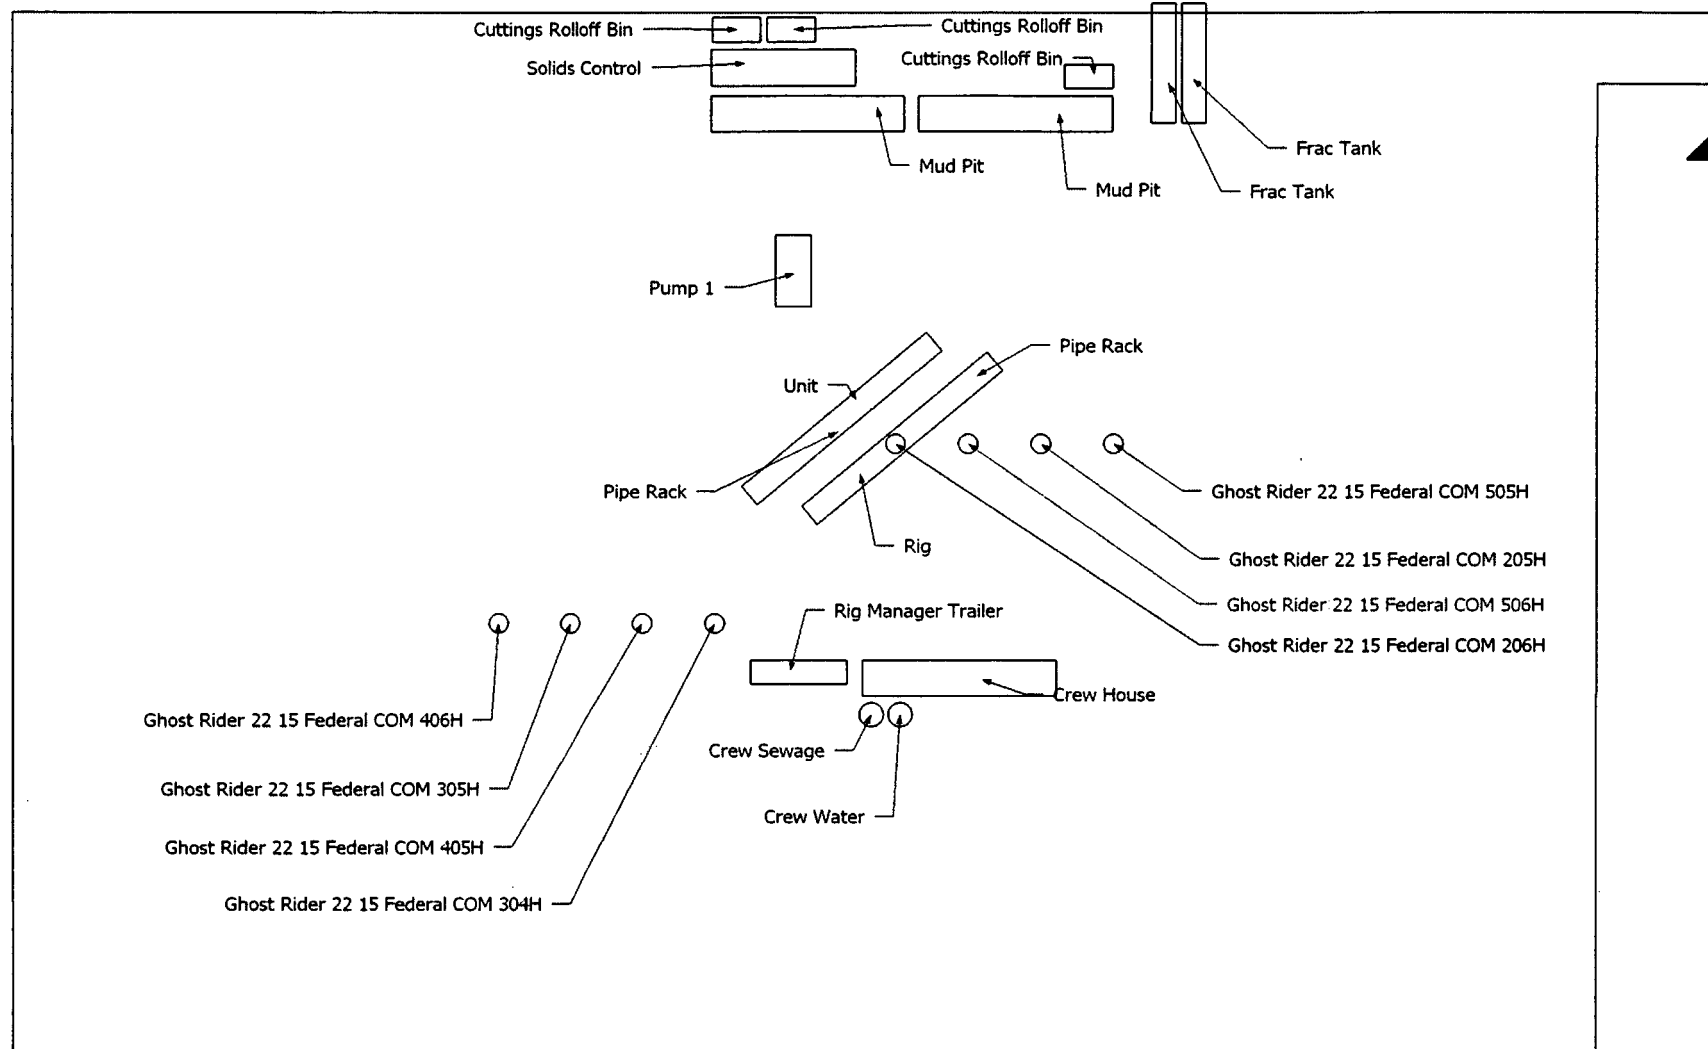 Cuttings Rolloff Bin
Cuttings Rolloff Bin
Solids Control
Cuttings Rolloff Bin
Frac Tank
Mud Pit
Mud Pit
Frac Tank
Pump 1
Pipe Rack
Unit
Pipe Rack
Ghost Rider 22 15 Federal COM 505H
Rig
Ghost Rider 22 15 Federal COM 205H
Ghost Rider 22 15 Federal COM 506H
Rig Manager Trailer
Ghost Rider 22 15 Federal COM 206H
Crew House
Ghost Rider 22 15 Federal COM 406H
Crew Sewage
Ghost Rider 22 15 Federal COM 305H
Crew Water
Ghost Rider 22 15 Federal COM 405H
Ghost Rider 22 15 Federal COM 304H